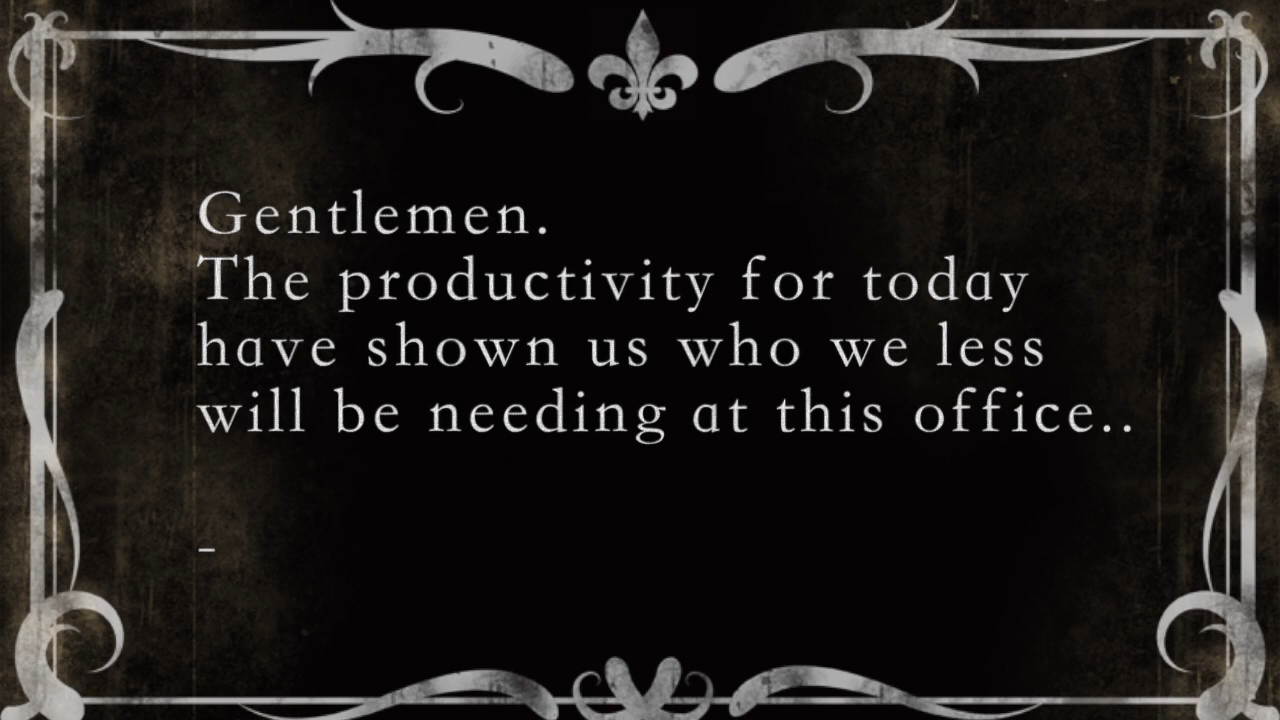 Gentlemen.
The productivity for today
have shown us who we less
will be needing at this office..
-